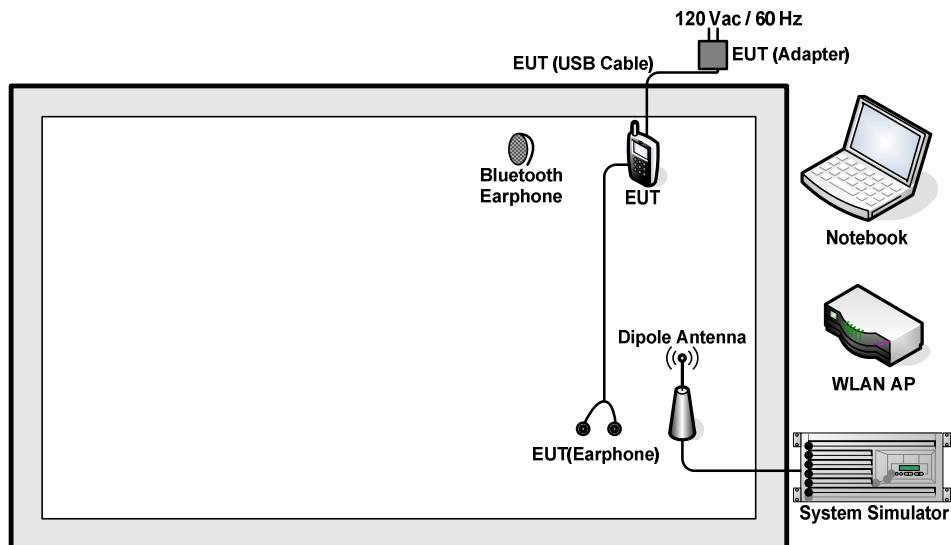 120 Vac / 60 Hz
EUT (Adapter)
EUT (USB Cable)
Bluetooth
Earphone
EUT
Notebook
Dipole Antenna
WLAN AP
EUT(Earphone)
System Simulator